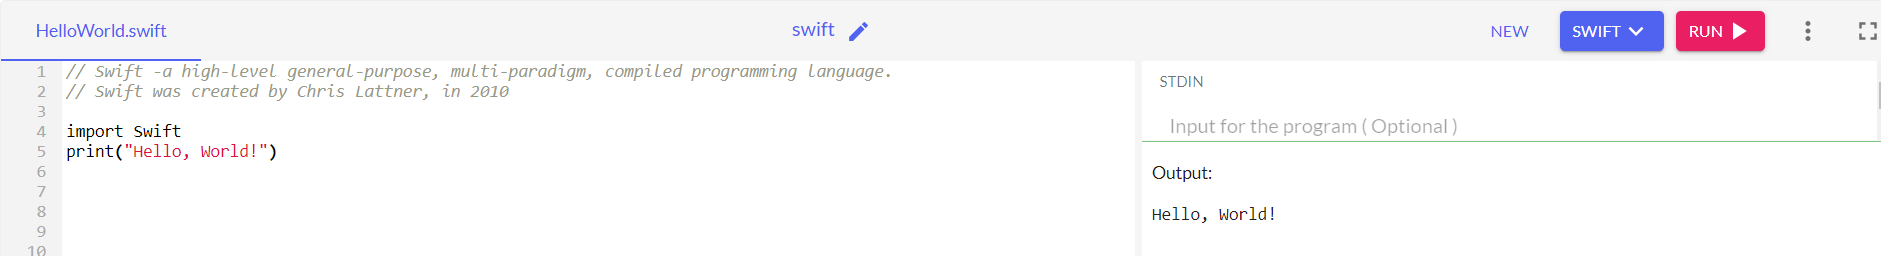 HelloWorld.swift
swift
NEW
SWIFT
RUN
1 // Swift -a high-level general-purpose, multi-paradigm, compiled programming language.
2 // Swift was created by Chris Lattner, in 2010
3
4 import Swift
5 print("Hello, World!")
6
7
8
9
10
STDIN
Input for the program ( Optional )
Output:
Hello, World!